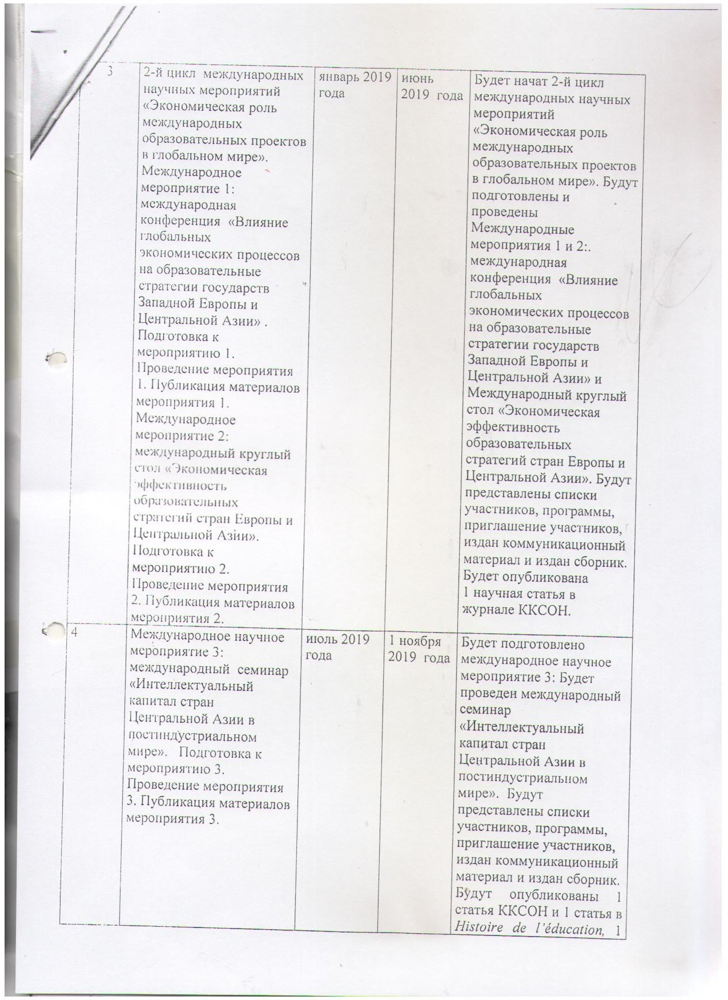 3
2-й цикл международных
научных мероприятий
«Экономическая роль
международных
образовательных проектов
в глобальном мире».
Международное
мероприятие 1:
международная
конференция «Влияние
глобальных
экономических процессов
на образовательные
стратегии государств
Западной Европы и
Центральной Азии» .
Подготовка к
мероприятию 1.
Проведение мероприятия
1. Публикация материалов
мероприятия 1.
Международное
мероприятие 2:
международный круглый
стол «Экономическая
эффективность
образовательных
стратегий стран Европы и
Центральной Азии».
Подготовка к
мероприятию 2.
Проведение мероприятия
2. Публикация материалов
мероприятия 2.
январь 2019
года
июнь
2019 года
Будет начат 2-й цикл
международных научных
мероприятий
«Экономическая роль
международных
образовательных проектов
в глобальном мире». Будут
подготовлены и
проведены
Международные
мероприятия 1 и 2:.
международная
конференция «Влияние
глобальных
экономических процессов
на образовательные
стратегии государств
Западной Европы и
Центральной Азии» и
Международный круглый
стол «Экономическая
эффективность
образовательных
стратегий стран Европы и
Центральной Азии». Будут
представлены списки
участников, программы,
приглашение участников,
издан коммуникационный
материал и издан сборник.
Будет опубликована
1 научная статья в
журнале ККСОН.
4
Международное научное
мероприятие 3:
международный семинар
«Интеллектуальный
капитал стран
Центральной Азии в
постиндустриальном
мире». Подготовка к
мероприятию 3.
Проведение мероприятия
3. Публикация материалов
мероприятия 3.
июль 2019
года
1 ноября
2019 года
Будет подготовлено
международное научное
мероприятие 3: Будет
проведен международный
семинар
«Интеллектуальный
капитал стран
Центральной Азии в
постиндустриальном
мире». Будут
представлены списки
участников, программы,
приглашение участников,
издан коммуникационный
материал и издан сборник.
Будут опубликованы 1
статья ККСОН и 1 статья в
Histoire de l’éducation, 1